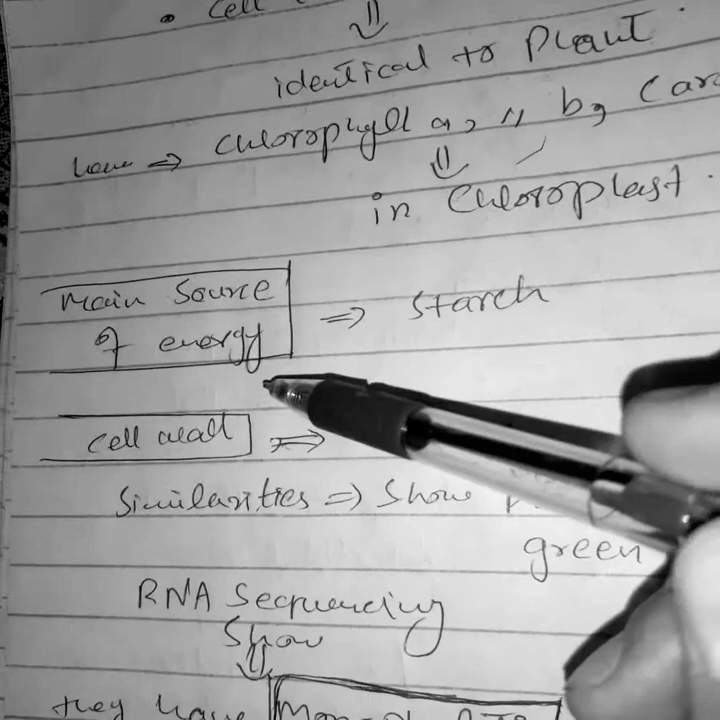 • Cell
⇓
identical to Plant.
have ⇒ Chlorophyll a, " b, Car
⇓
in Chloroplast.
Main Source
of energy ⇒ Starch
Cell wall ⇒
Similarities ⇒ Show
green
RNA Sequencing
Show
⇓
they have